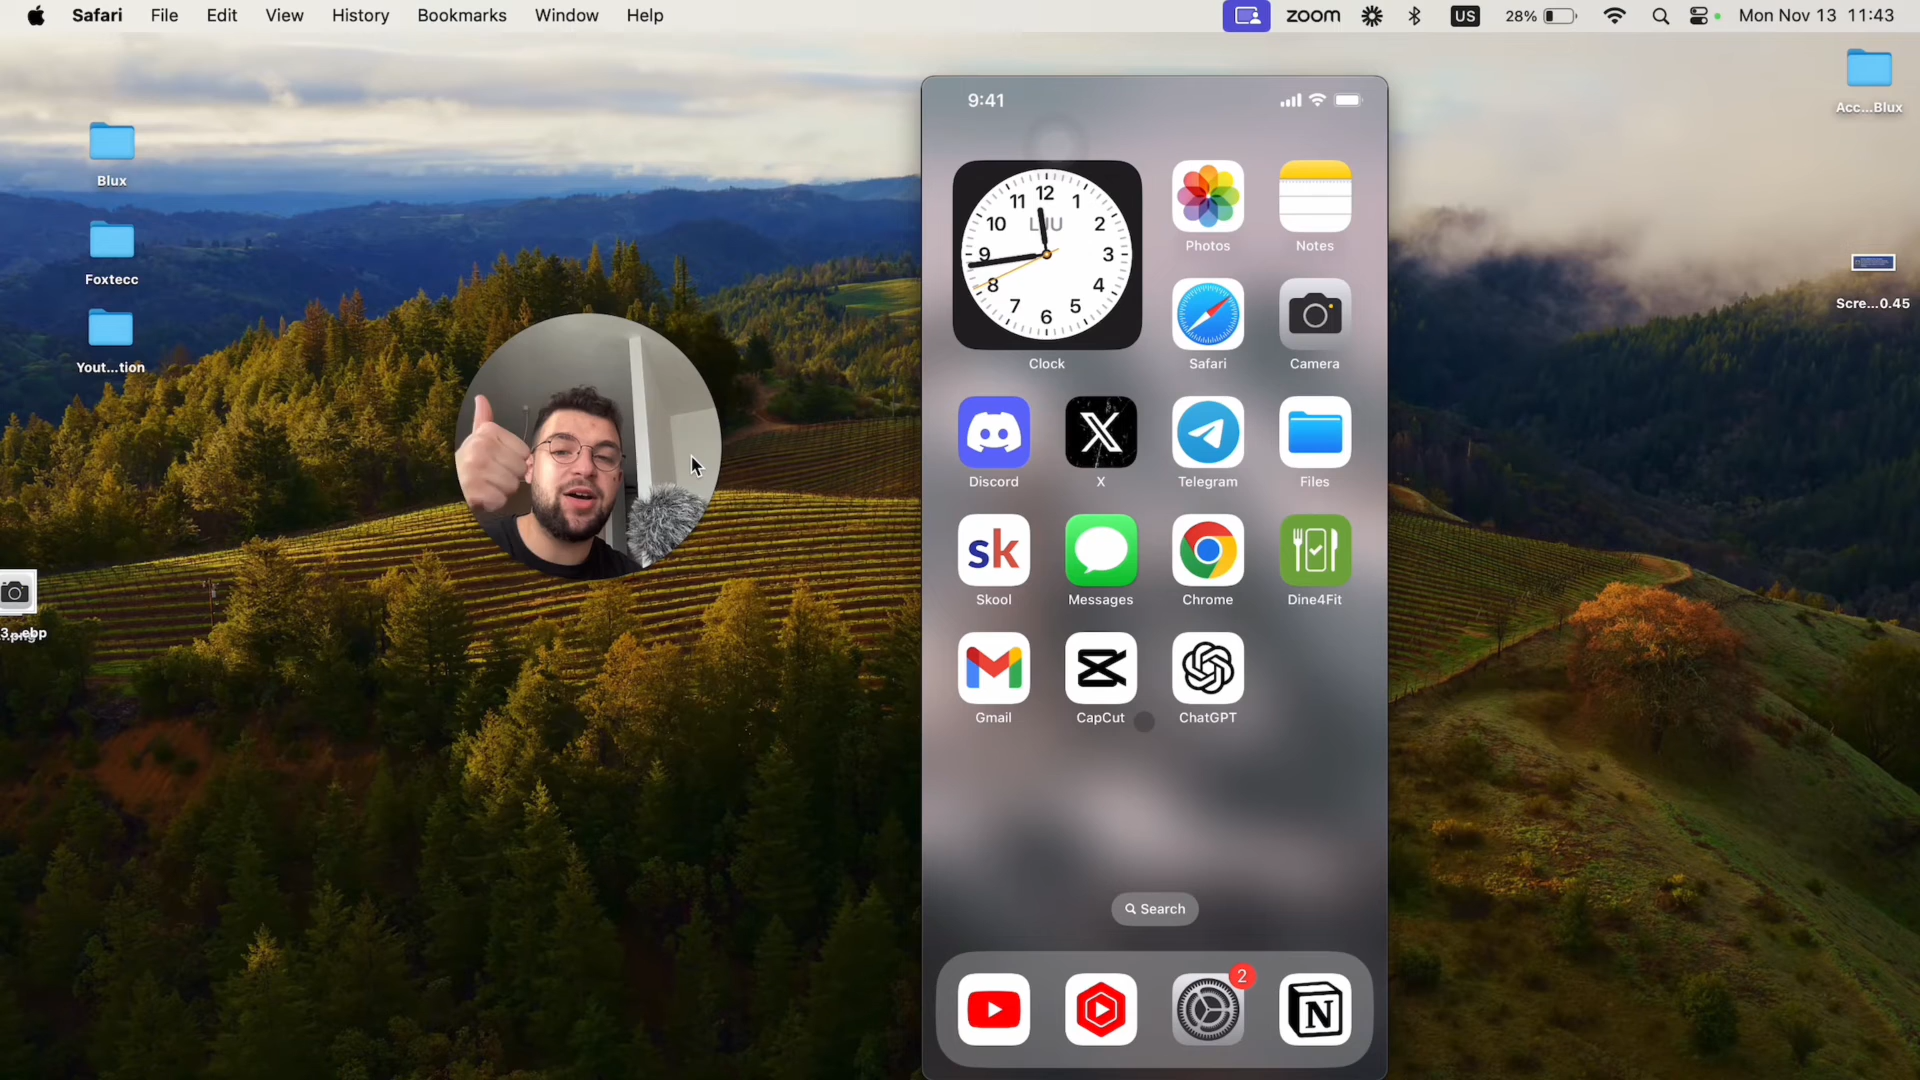 Safari File Edit View History Bookmarks Window Help zoom US 28% Mon Nov 13 11:43
Blux
Foxtecc
Yout...tion
Acc...Blux
Scre...0.45
9:41
12
11 1
10 2
9 3
8 4
7 5
6
Clock
Photos Notes
Safari Camera
Discord X Telegram Files
sk
Skool Messages Chrome Dine4Fit
Gmail CapCut ChatGPT
Search
2
N